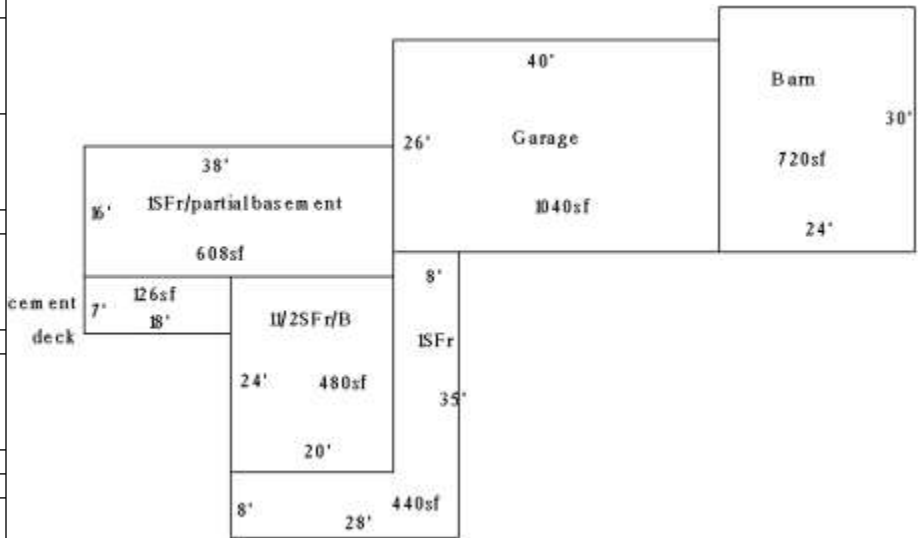 40'
Barn
30'
26'
Garage
720sf
38'
16'
1SFr/partial basement
1040sf
24'
608sf
8'
cement
deck
7'
126sf
18'
11/2SFr/B
1SFr
24'
480sf
35'
20'
8'
28'
440sf